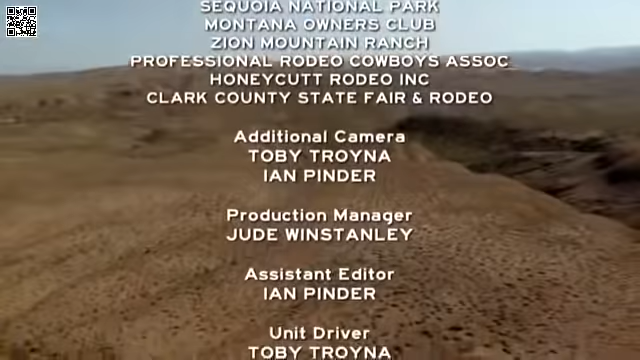 SEQUOIA NATIONAL PARK
MONTANA OWNERS CLUB
ZION MOUNTAIN RANCH
PROFESSIONAL RODEO COWBOYS ASSOC
HONEYCUTT RODEO INC
CLARK COUNTY STATE FAIR & RODEO
Additional Camera
TOBY TROYNA
IAN PINDER
Production Manager
JUDE WINSTANLEY
Assistant Editor
IAN PINDER
Unit Driver
TOBY TROYNA